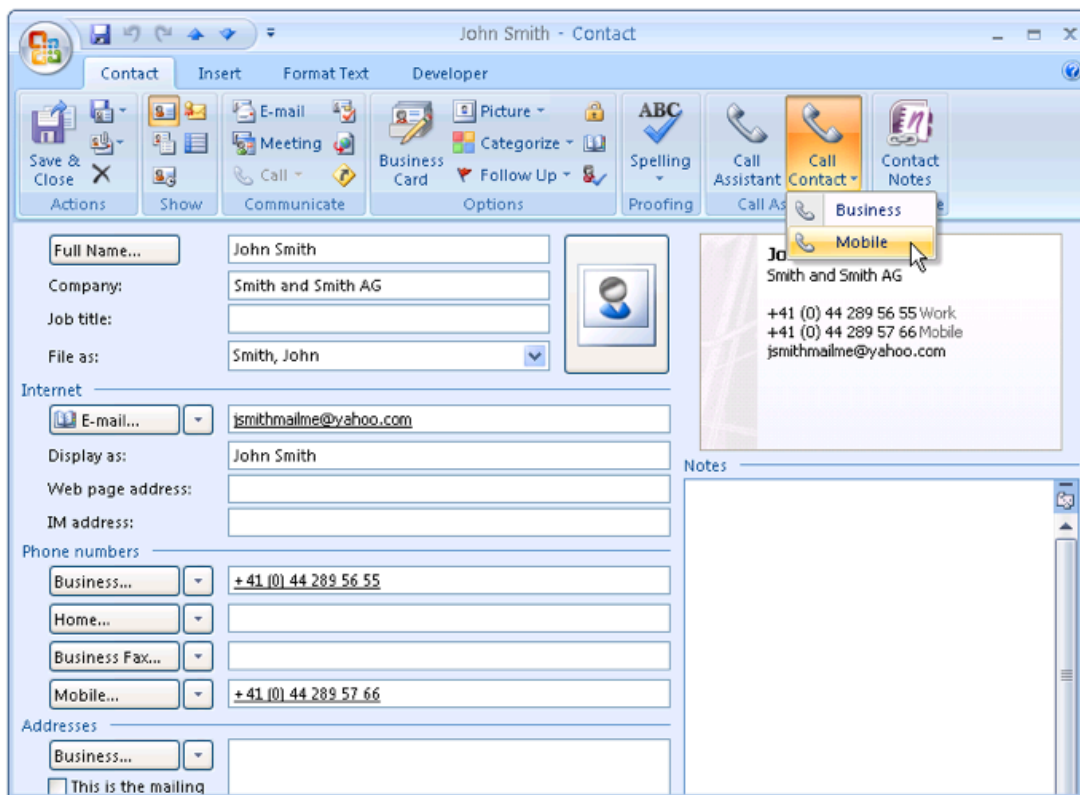 John Smith - Contact
Contact Insert Format Text Developer
Save & Close
Actions
Show
E-mail
Meeting
Call
Communicate
Business Card
Picture
Categorize
Follow Up
Options
ABC
Spelling
Proofing
Call Assistant
Call Contact
Call As
Contact Notes
Business
Mobile
Full Name... John Smith
Company: Smith and Smith AG
Job title:
File as: Smith, John
Jo
Smith and Smith AG
+41 (0) 44 289 56 55 Work
+41 (0) 44 289 57 66 Mobile
jsmithmailme@yahoo.com
Internet
E-mail... jsmithmailme@yahoo.com
Display as: John Smith
Web page address:
IM address:
Notes
Phone numbers
Business... +41 (0) 44 289 56 55
Home...
Business Fax...
Mobile... +41 (0) 44 289 57 66
Addresses
Business...
This is the mailing